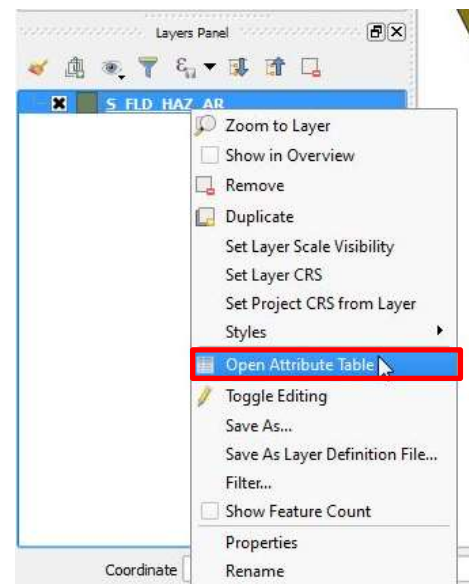 Layers Panel
S_FLD_HAZ_AR
Zoom to Layer
Show in Overview
Remove
Duplicate
Set Layer Scale Visibility
Set Layer CRS
Set Project CRS from Layer
Styles
Open Attribute Table
Toggle Editing
Save As...
Save As Layer Definition File...
Filter...
Show Feature Count
Properties
Coordinate
Rename